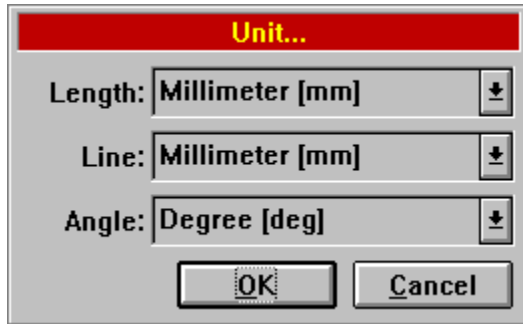 Unit...
Length: Millimeter [mm]
Line: Millimeter [mm]
Angle: Degree [deg]
OK Cancel